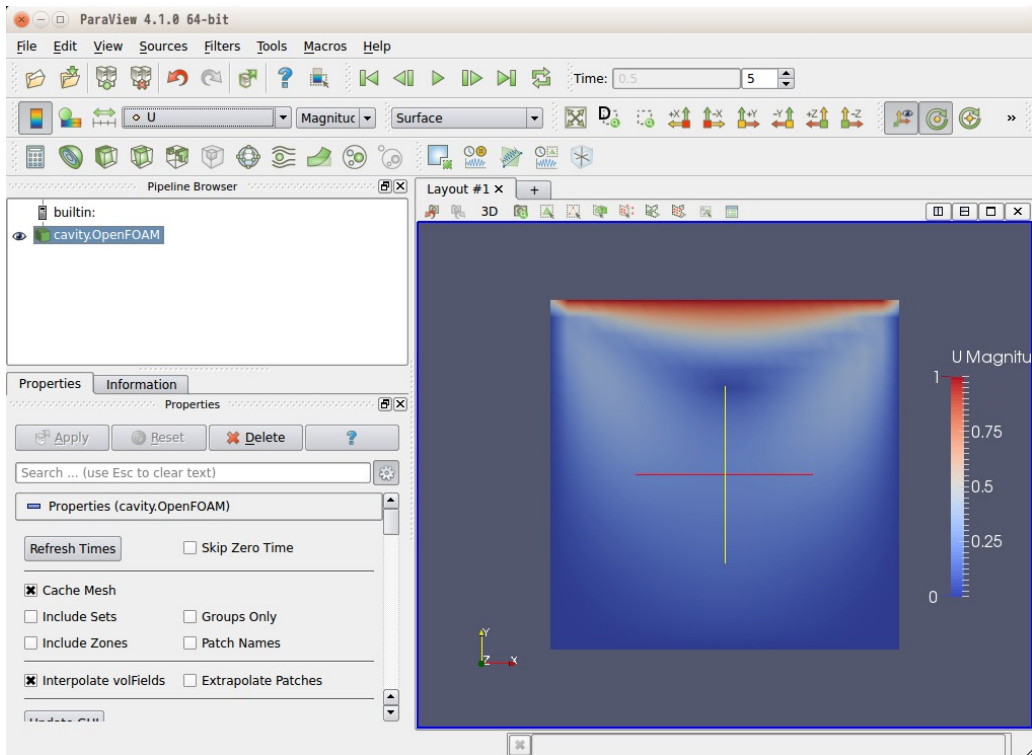 ParaView 4.1.0 64-bit
File Edit View Sources Filters Tools Macros Help
Time: 0.5 5
U Magnituc Surface
+X -X +Y -Y +Z -Z »
Pipeline Browser
builtin:
cavity.OpenFOAM
Layout #1 X +
3D
Properties Information
Properties
Apply Reset Delete ?
Search ... (use Esc to clear text)
Properties (cavity.OpenFOAM)
Refresh Times Skip Zero Time
Cache Mesh
Include Sets Groups Only
Include Zones Patch Names
Interpolate volFields Extrapolate Patches
U Magnitu
1
0.75
0.5
0.25
0
Y
Z X